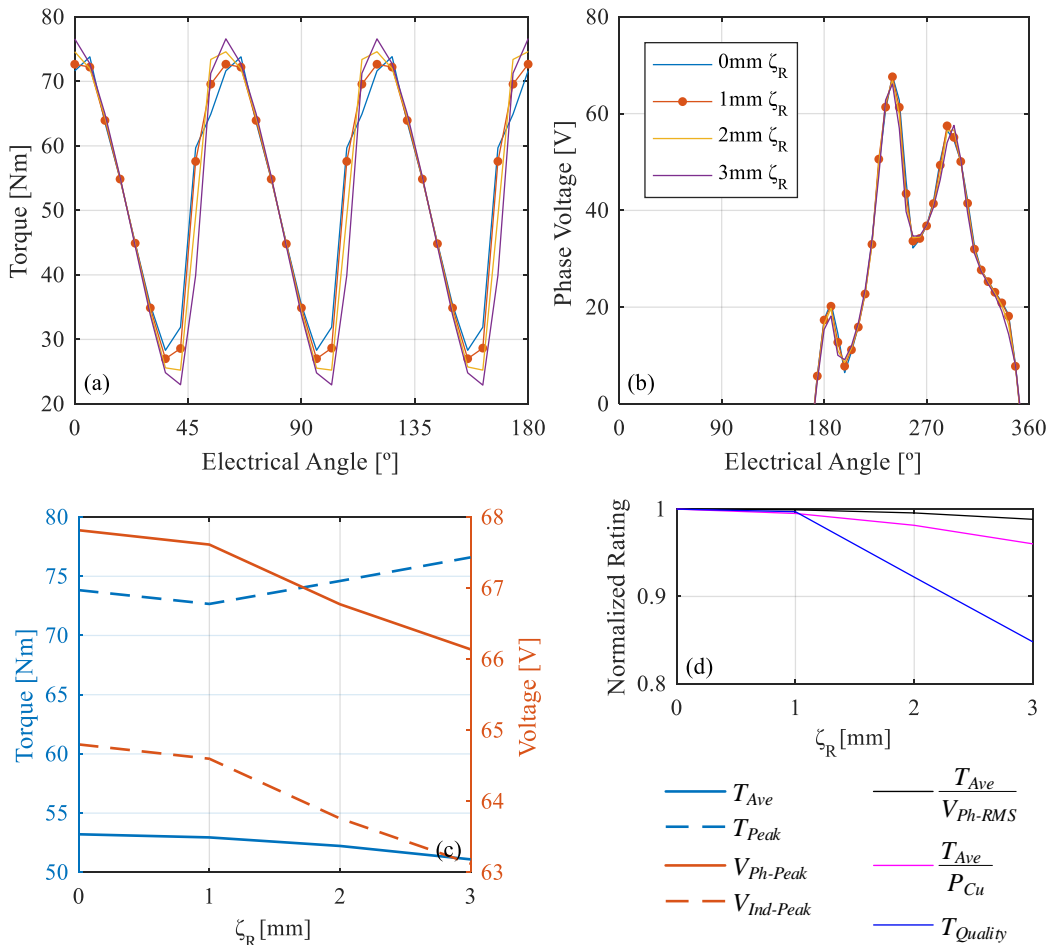 80
70
60
50
40
30
20
Torque [Nm]
(a)
0 45 90 135 180
Electrical Angle [º]
80
60
40
20
0
Phase Voltage [V]
0mm ζR
1mm ζR
2mm ζR
3mm ζR
(b)
0 90 180 270 360
Electrical Angle [º]
80
75
70
65
60
55
50
Torque [Nm]
68
67
66
65
64
63
Voltage [V]
(c)
0 1 2 3
ζR [mm]
1
0.9
0.8
Normalized Rating
(d)
0 1 2 3
ζR [mm]
TAve
TPeak
VPh-Peak
VInd-Peak
TAve
VPh-RMS
TAve
PCu
TQuality